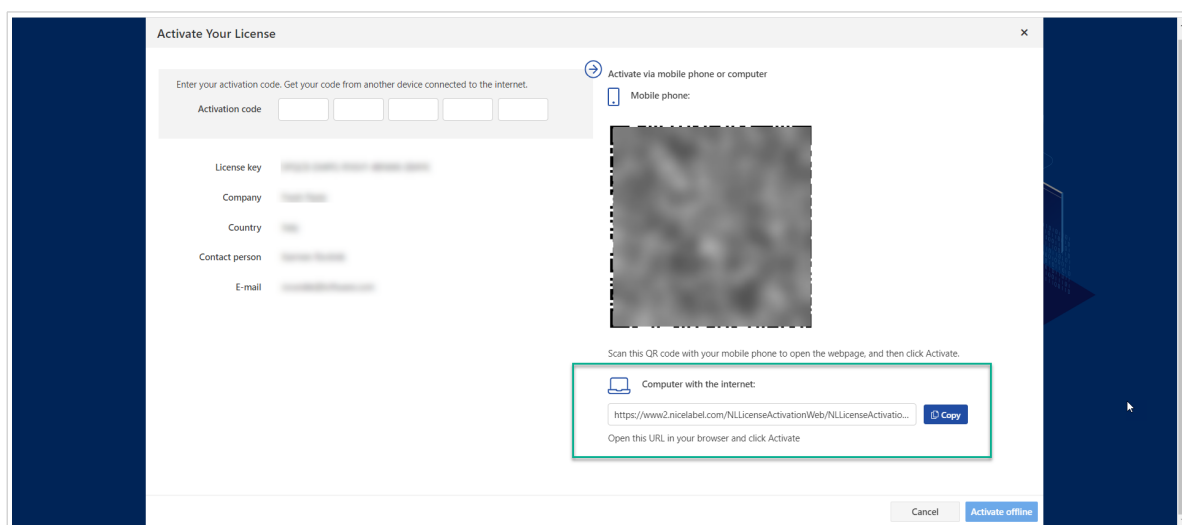 Activate Your License
Enter your activation code. Get your code from another device connected to the internet.
Activation code
License key
Company
Country
Contact person
E-mail
Activate via mobile phone or computer
Mobile phone:
Scan this QR code with your mobile phone to open the webpage, and then click Activate.
Computer with the internet:
https://www2.nicelabel.com/NLLicenseActivationWeb/NLLicenseActivatio...
Copy
Open this URL in your browser and click Activate
Cancel
Activate offline